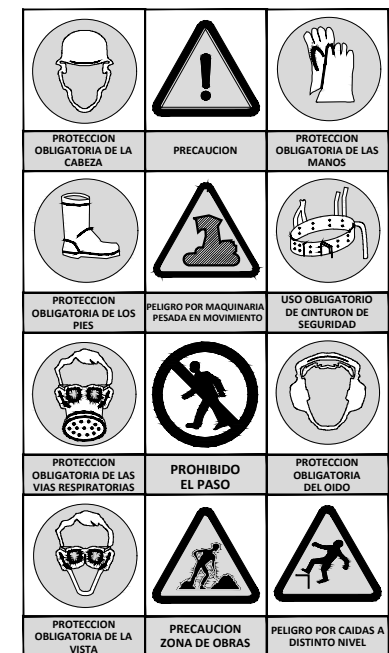 PROTECCION
OBLIGATORIA DE LA
CABEZA
PRECAUCION
PROTECCION
OBLIGATORIA DE LAS
MANOS
PROTECCION
OBLIGATORIA DE LOS
PIES
PELIGRO POR MAQUINARIA
PESADA EN MOVIMIENTO
USO OBLIGATORIO
DE CINTURON DE
SEGURIDAD
PROTECCION
OBLIGATORIA DE LAS
VIAS RESPIRATORIAS
PROHIBIDO
EL PASO
PROTECCION
OBLIGATORIA
DEL OIDO
PROTECCION
OBLIGATORIA DE LA
VISTA
PRECAUCION
ZONA DE OBRAS
PELIGRO POR CAIDAS A
DISTINTO NIVEL